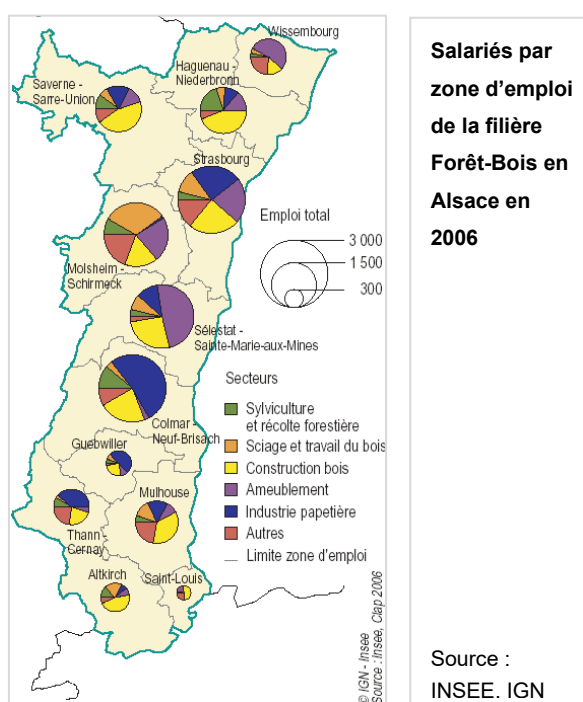 Wissembourg
Haguenau -
Niederbronn
Saverne -
Sarre-Union
Strasbourg
Emploi total
3 000
1 500
300
Molsheim -
Schirmeck
Sélestat -
Sainte-Marie-aux-Mines
Secteurs
Sylviculture
et récolte forestière
Sciage et travail du bois
Construction bois
Ameublement
Industrie papetière
Autres
Limite zone d'emploi
Colmar -
Neuf-Brisach
Guebwiller
Mulhouse
Thann -
Cernay
Altkirch
Saint-Louis
© IGN - Insee
Source : Insee, Clap 2006
Salariés par
zone d’emploi
de la filière
Forêt-Bois en
Alsace en
2006
Source :
INSEE. IGN